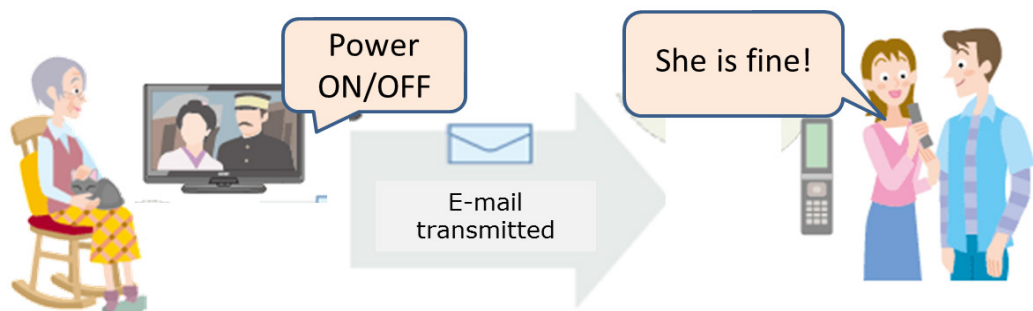 Power
ON/OFF
She is fine!
E-mail
transmitted